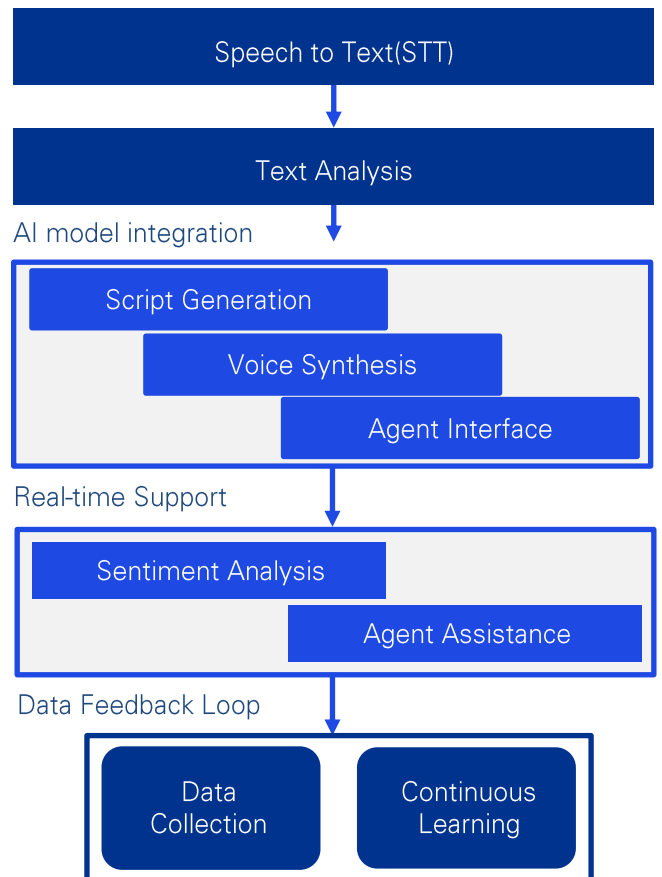 Speech to Text(STT)
Text Analysis
AI model integration
Script Generation
Voice Synthesis
Agent Interface
Real-time Support
Sentiment Analysis
Agent Assistance
Data Feedback Loop
Data
Collection
Continuous
Learning